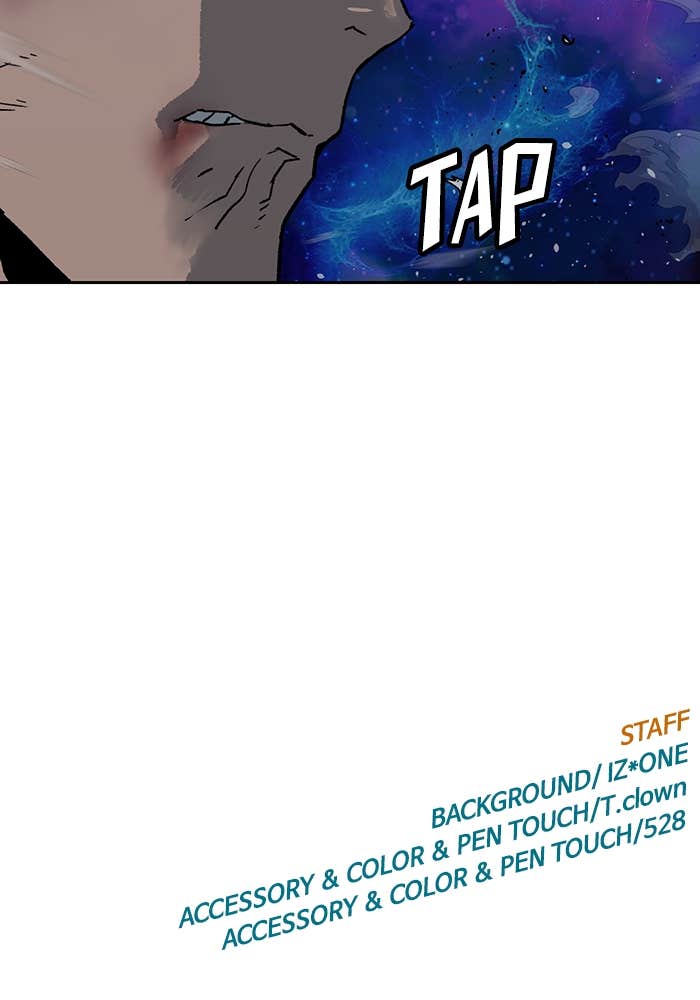 TAP
STAFF
BACKGROUND/ IZ*ONE
ACCESSORY & COLOR & PEN TOUCH/T.clown
ACCESSORY & COLOR & PEN TOUCH/528